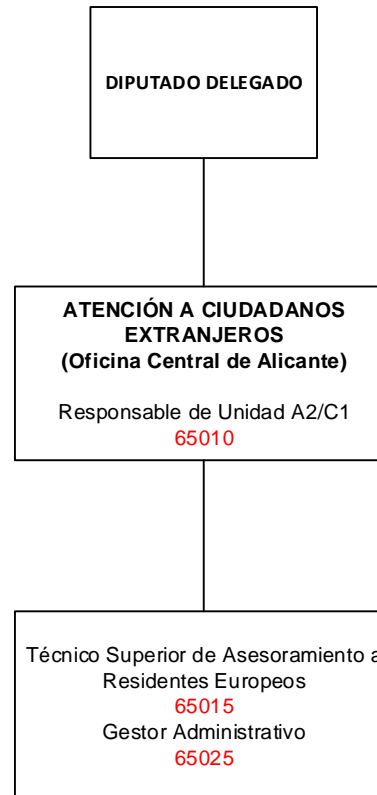 DIPUTADO DELEGADO
ATENCIÓN A CIUDADANOS
EXTRANJEROS
(Oficina Central de Alicante)
Responsable de Unidad A2/C1
65010
Técnico Superior de Asesoramiento a
Residentes Europeos
65015
Gestor Administrativo
65025